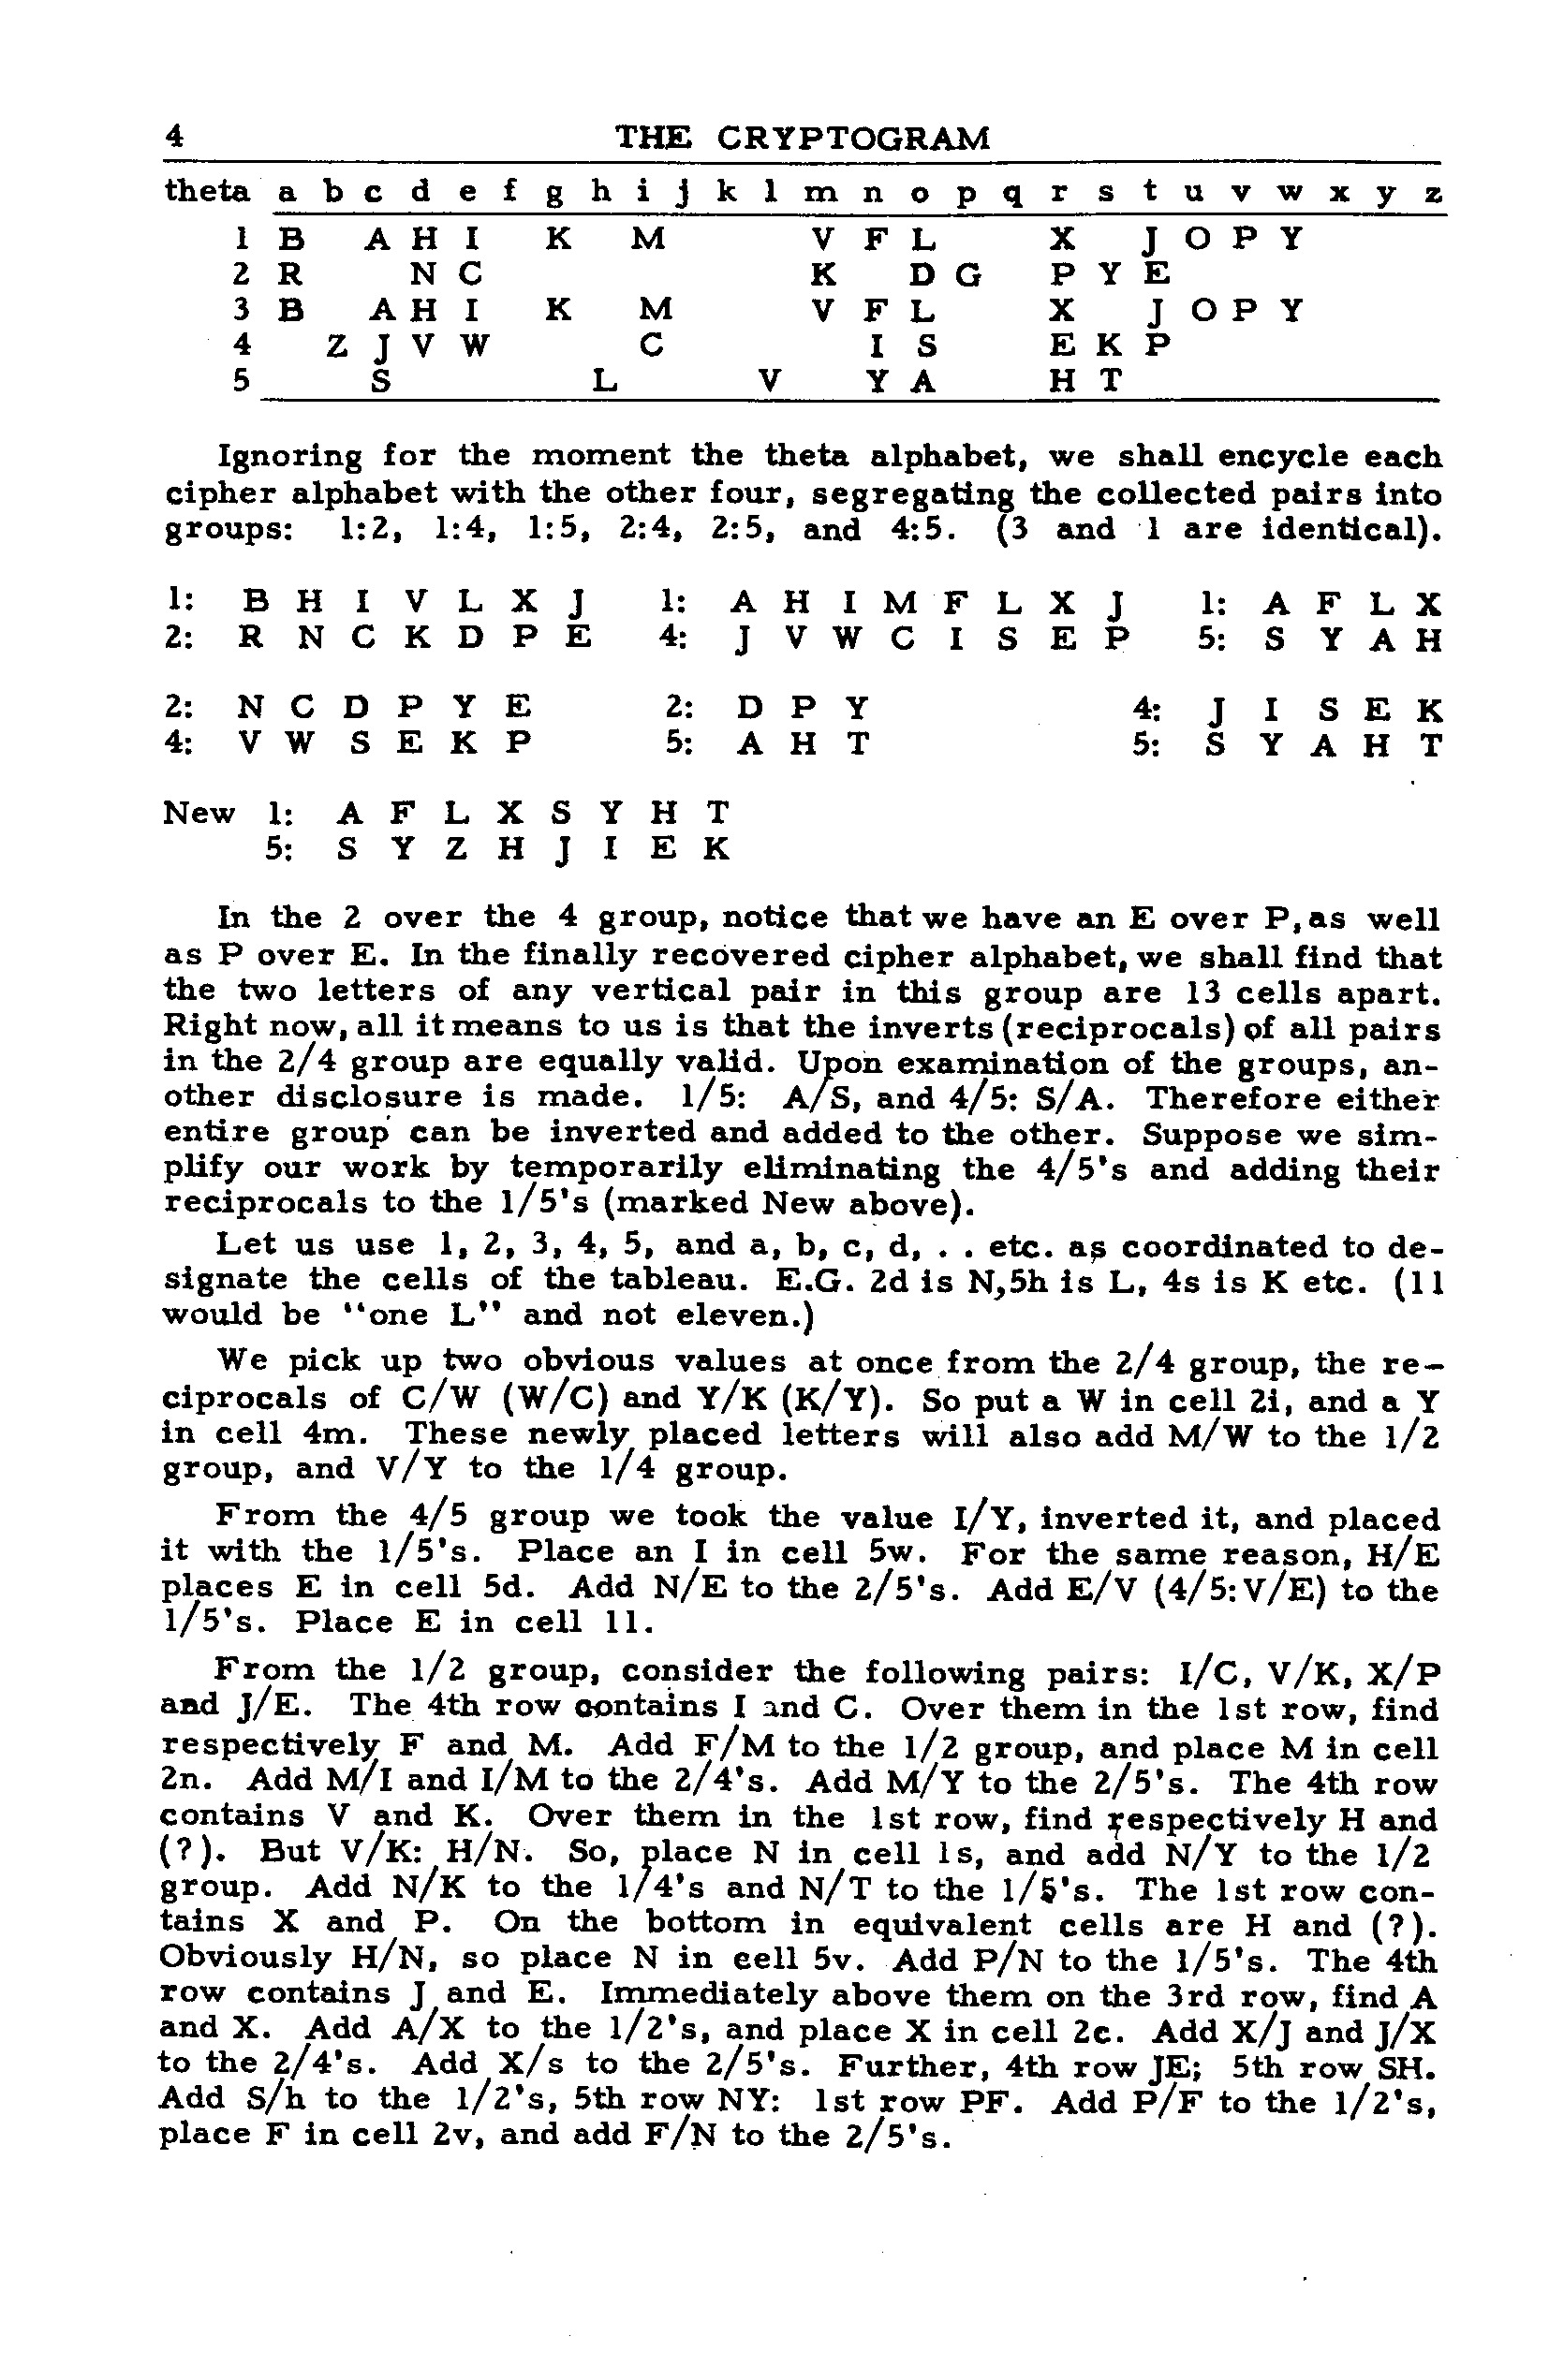 4 THE CRYPTOGRAM
theta a b c d e f g h i j k l m n o p q r s t u v w x y z
1 B A H I K M V F L X J O P Y
2 R N C K D G P Y E
3 B A H I K M V F L X J O P Y
4 Z J V W C I S E K P
5 S L V Y A H T
Ignoring for the moment the theta alphabet, we shall encycle each
cipher alphabet with the other four, segregating the collected pairs into
groups: 1:2, 1:4, 1:5, 2:4, 2:5, and 4:5. (3 and 1 are identical).
1: B H I V L X J 1: A H I M F L X J 1: A F L X
2: R N C K D P E 4: J V W C I S E P 5: S Y A H
2: N C D P Y E 2: D P Y 4: J I S E K
4: V W S E K P 5: A H T 5: S Y A H T
New 1: A F L X S Y H T
5: S Y Z H J I E K
In the 2 over the 4 group, notice that we have an E over P, as well
as P over E. In the finally recovered cipher alphabet, we shall find that
the two letters of any vertical pair in this group are 13 cells apart.
Right now, all it means to us is that the inverts (reciprocals) of all pairs
in the 2/4 group are equally valid. Upon examination of the groups, an-
other disclosure is made. 1/5: A/S, and 4/5: S/A. Therefore either
entire group can be inverted and added to the other. Suppose we sim-
plify our work by temporarily eliminating the 4/5's and adding their
reciprocals to the 1/5's (marked New above).
Let us use 1, 2, 3, 4, 5, and a, b, c, d, . . etc. as coordinated to de-
signate the cells of the tableau. E.G. 2d is N, 5h is L, 4s is K etc. (1l
would be "one L" and not eleven.)
We pick up two obvious values at once from the 2/4 group, the re-
ciprocals of C/W (W/C) and Y/K (K/Y). So put a W in cell 2i, and a Y
in cell 4m. These newly placed letters will also add M/W to the 1/2
group, and V/Y to the 1/4 group.
From the 4/5 group we took the value I/Y, inverted it, and placed
it with the 1/5's. Place an I in cell 5w. For the same reason, H/E
places E in cell 5d. Add N/E to the 2/5's. Add E/V (4/5: V/E) to the
1/5's. Place E in cell 1l.
From the 1/2 group, consider the following pairs: I/C, V/K, X/P
and J/E. The 4th row contains I and C. Over them in the 1st row, find
respectively F and M. Add F/M to the 1/2 group, and place M in cell
2n. Add M/I and I/M to the 2/4's. Add M/Y to the 2/5's. The 4th row
contains V and K. Over them in the 1st row, find respectively H and
(?). But V/K: H/N. So, place N in cell 1s, and add N/Y to the 1/2
group. Add N/K to the 1/4's and N/T to the 1/5's. The 1st row con-
tains X and P. On the bottom in equivalent cells are H and (?).
Obviously H/N, so place N in cell 5v. Add P/N to the 1/5's. The 4th
row contains J and E. Immediately above them on the 3rd row, find A
and X. Add A/X to the 1/2's, and place X in cell 2c. Add X/J and J/X
to the 2/4's. Add X/s to the 2/5's. Further, 4th row JE; 5th row SH.
Add S/h to the 1/2's, 5th row NY: 1st row PF. Add P/F to the 1/2's,
place F in cell 2v, and add F/N to the 2/5's.